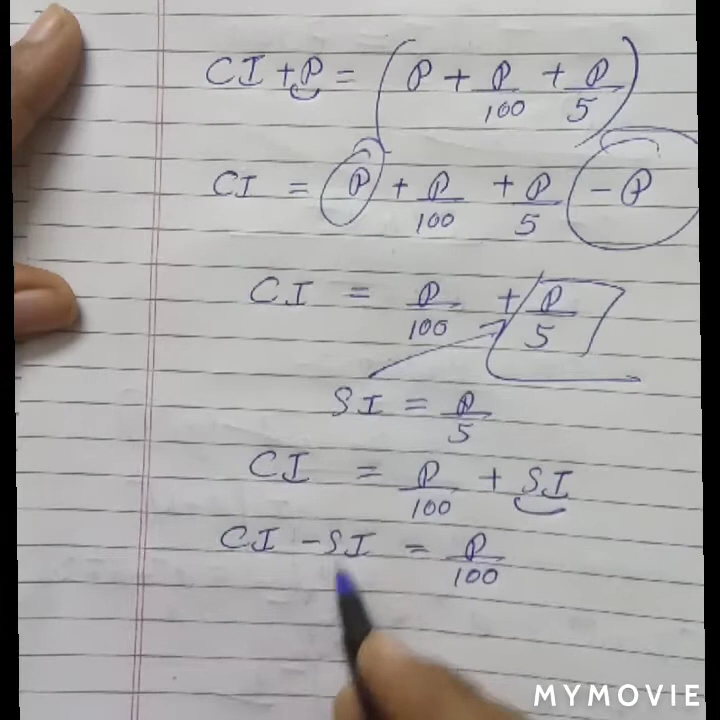 CI + P = (P + P/100 + P/5)
CI = P + P/100 + P/5 - P
CI = P/100 + P/5
SI = P/5
CI = P/100 + SI
CI - SI = P/100
MYMOVIE